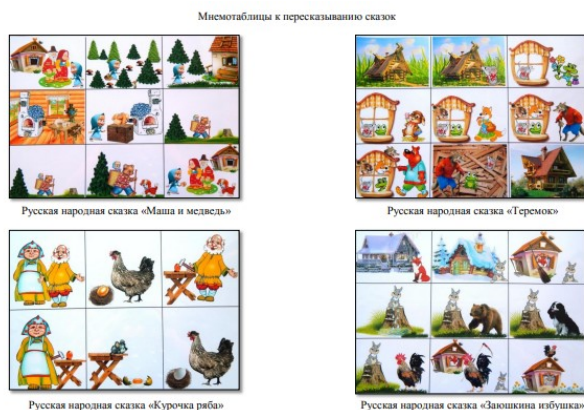 Мнемотаблицы к пересказыванию сказок
Русская народная сказка «Маша и медведь»
Русская народная сказка «Теремок»
Русская народная сказка «Курочка ряба»
Русская народная сказка «Заюшкина избушка»